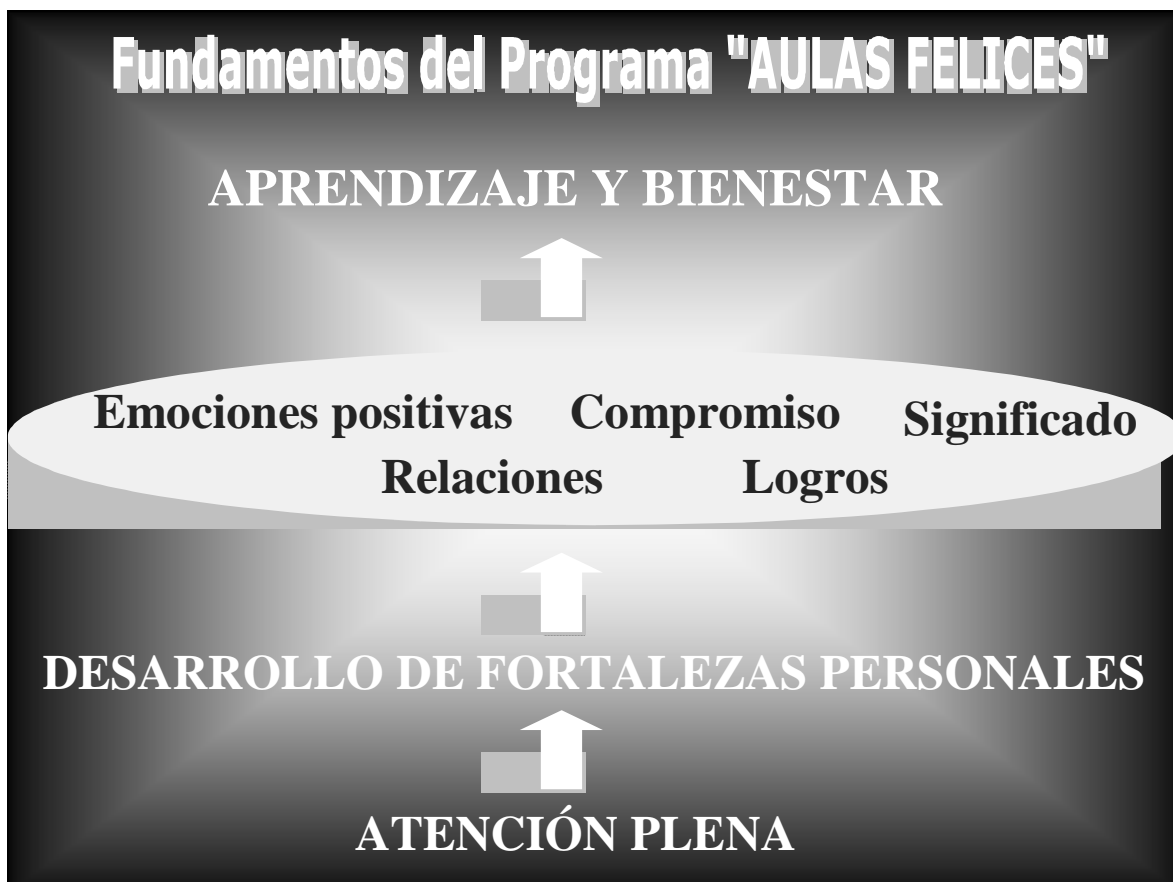 Fundamentos del Programa "AULAS FELICES"
APRENDIZAJE Y BIENESTAR
Emociones positivas Compromiso Significado
Relaciones Logros
DESARROLLO DE FORTALEZAS PERSONALES
ATENCIÓN PLENA